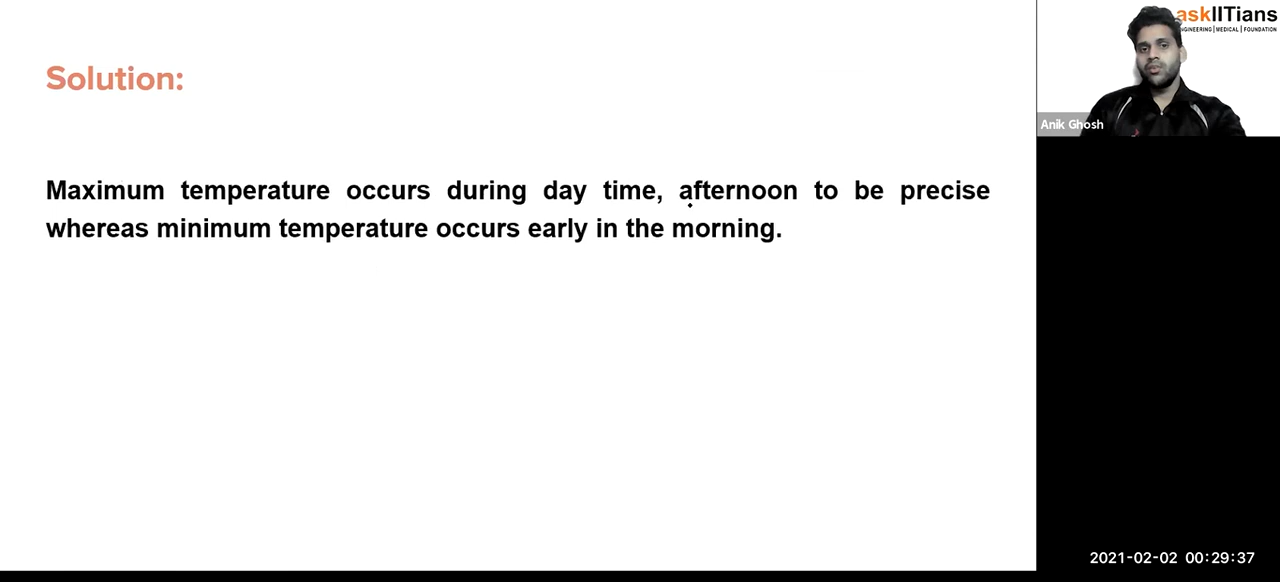 askIITians
ENGINEERING | MEDICAL | FOUNDATION
Solution:
Anik Ghosh
Maximum temperature occurs during day time, afternoon to be precise
whereas minimum temperature occurs early in the morning.
2021-02-02 00:29:37